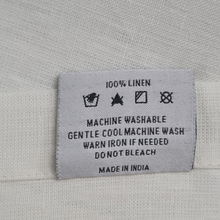 100% LINEN
MACHINE WASHABLE
GENTLE COOL MACHINE WASH
WARN IRON IF NEEDED
DO NOT BLEACH
MADE IN INDIA